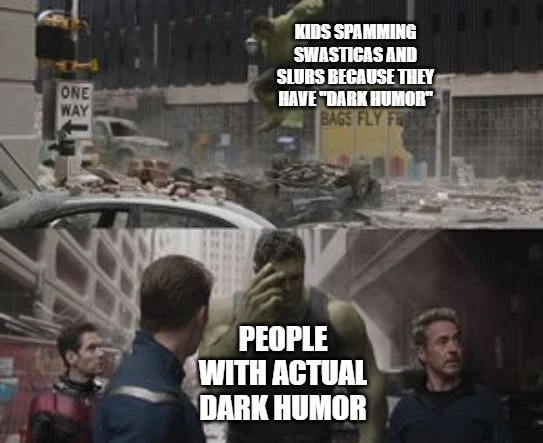 KIDS SPAMMING
SWASTICAS AND
SLURS BECAUSE THEY
HAVE "DARK HUMOR"
ONE
WAY
BAGS FLY
PEOPLE
WITH ACTUAL
DARK HUMOR